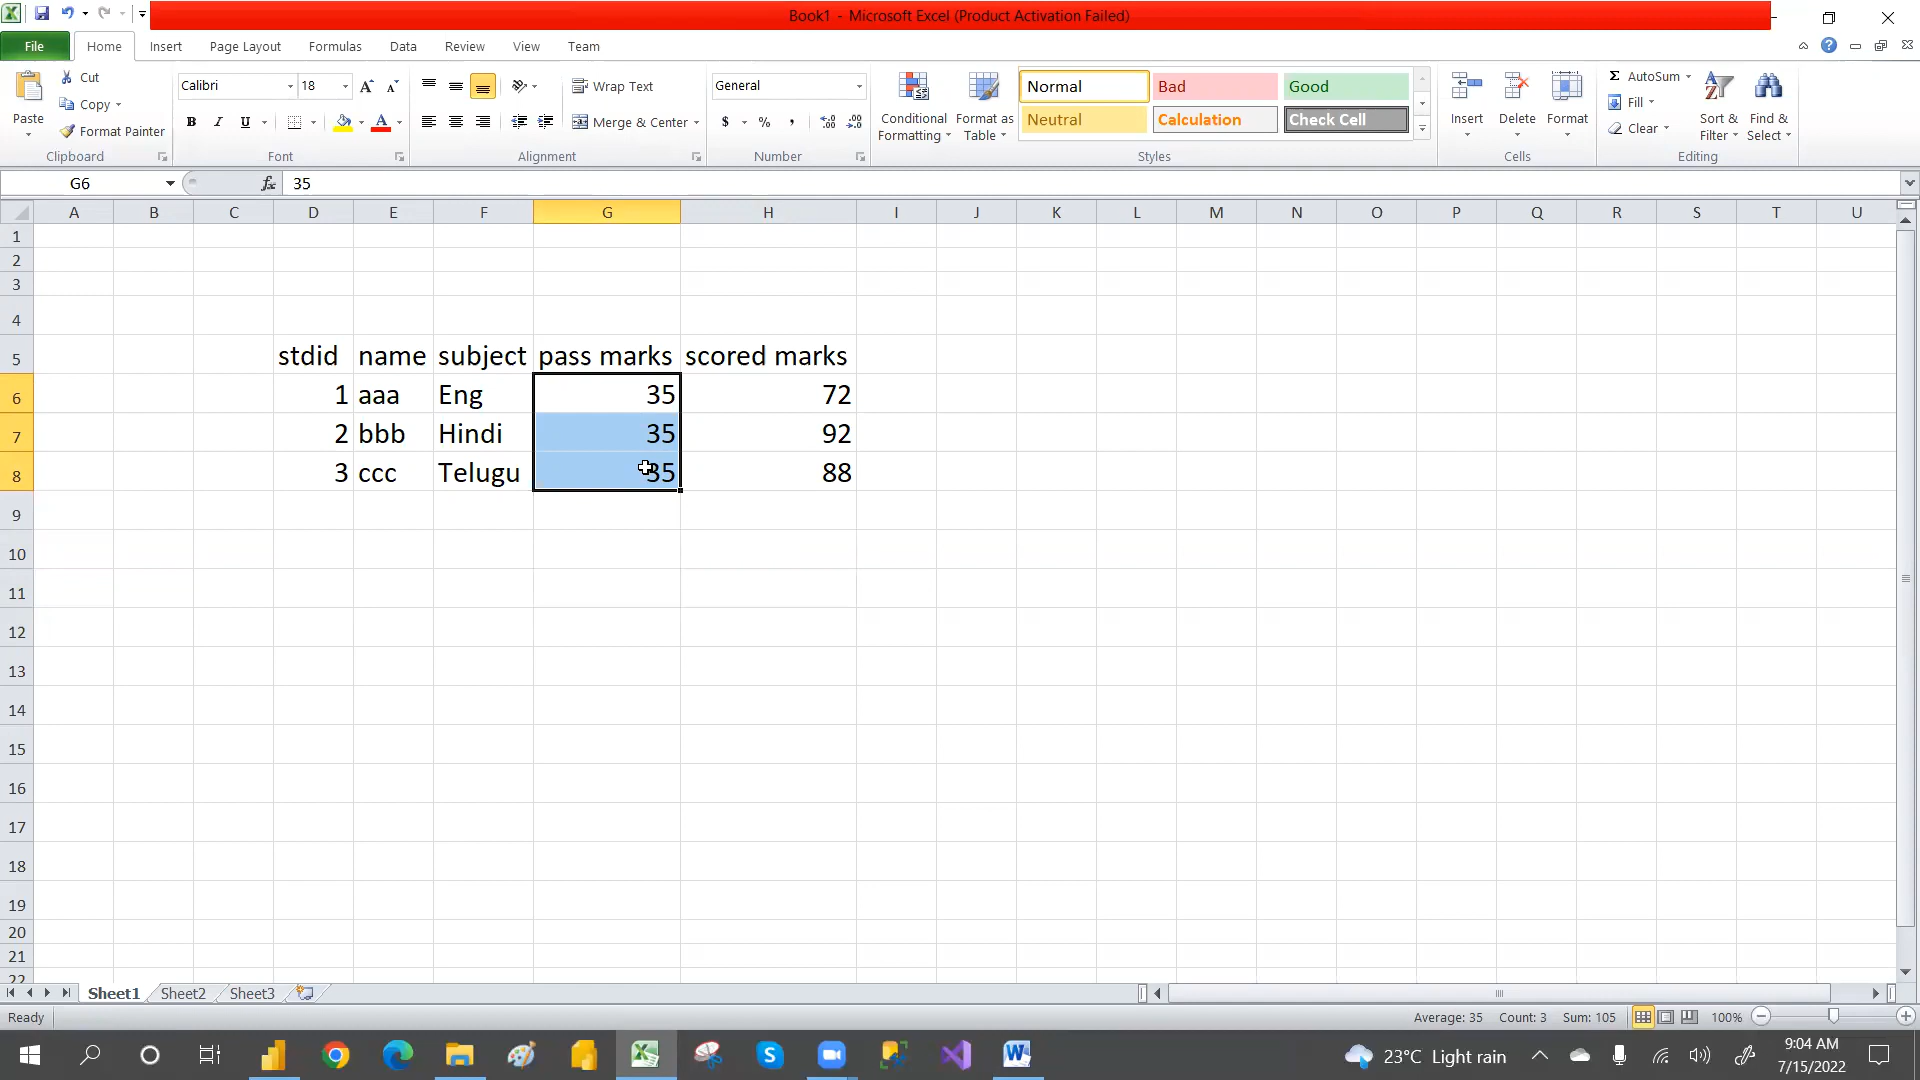 Book1 - Microsoft Excel (Product Activation Failed)
File Home Insert Page Layout Formulas Data Review View Team
Paste
Cut
Copy
Format Painter
Clipboard
Calibri 18
B I U
Font
Wrap Text
Merge & Center
Alignment
General
$ % ,
Number
Conditional Formatting
Format as Table
Normal Bad Good
Neutral Calculation Check Cell
Styles
Insert Delete Format
Cells
Σ AutoSum
Fill
Clear
Sort & Filter
Find & Select
Editing
G6 fx 35
A B C D E F G H I J K L M N O P Q R S T U
1
2
3
4
5 stdid name subject pass marks scored marks
6 1 aaa Eng 35 72
7 2 bbb Hindi 35 92
8 3 ccc Telugu 35 88
9
10
11
12
13
14
15
16
17
18
19
20
21
22
Sheet1 Sheet2 Sheet3
Ready Average: 35 Count: 3 Sum: 105 100%
23°C Light rain
9:04 AM
7/15/2022